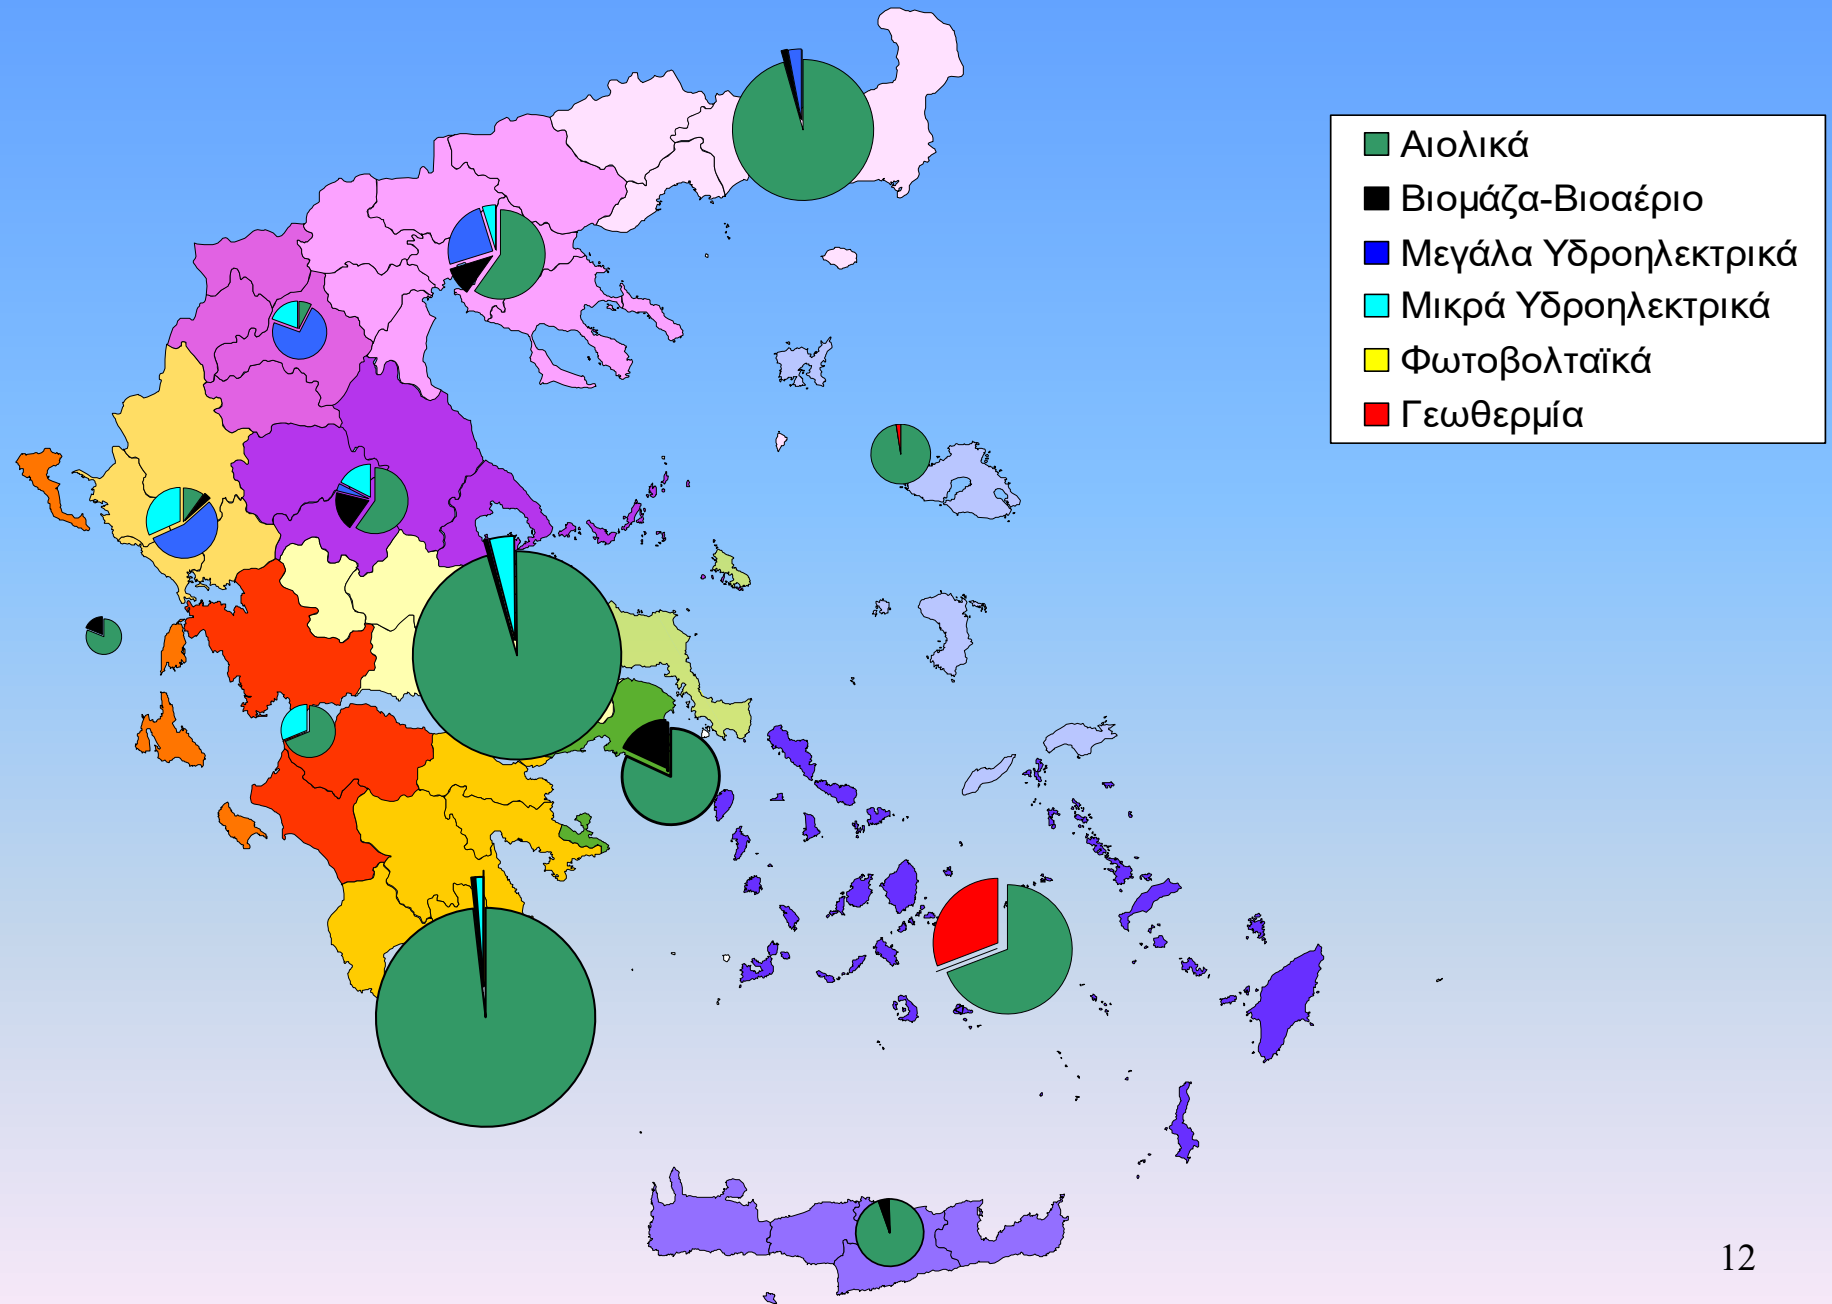 Αιολικά
Βιομάζα-Βιοαέριο
Μεγάλα Υδροηλεκτρικά
Μικρά Υδροηλεκτρικά
Φωτοβολταϊκά
Γεωθερμία
12